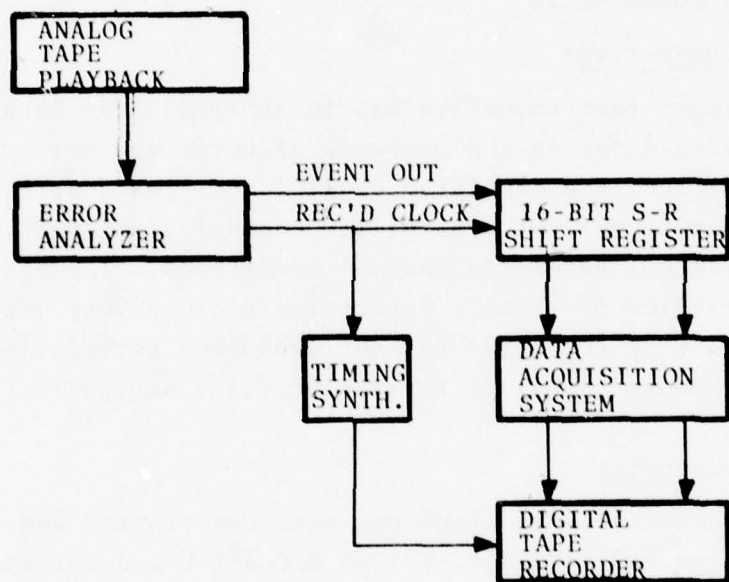 ANALOG
TAPE
PLAYBACK
EVENT OUT
REC'D CLOCK
ERROR
ANALYZER
16-BIT S-R
SHIFT REGISTER
TIMING
SYNTH.
DATA
ACQUISITION
SYSTEM
DIGITAL
TAPE
RECORDER